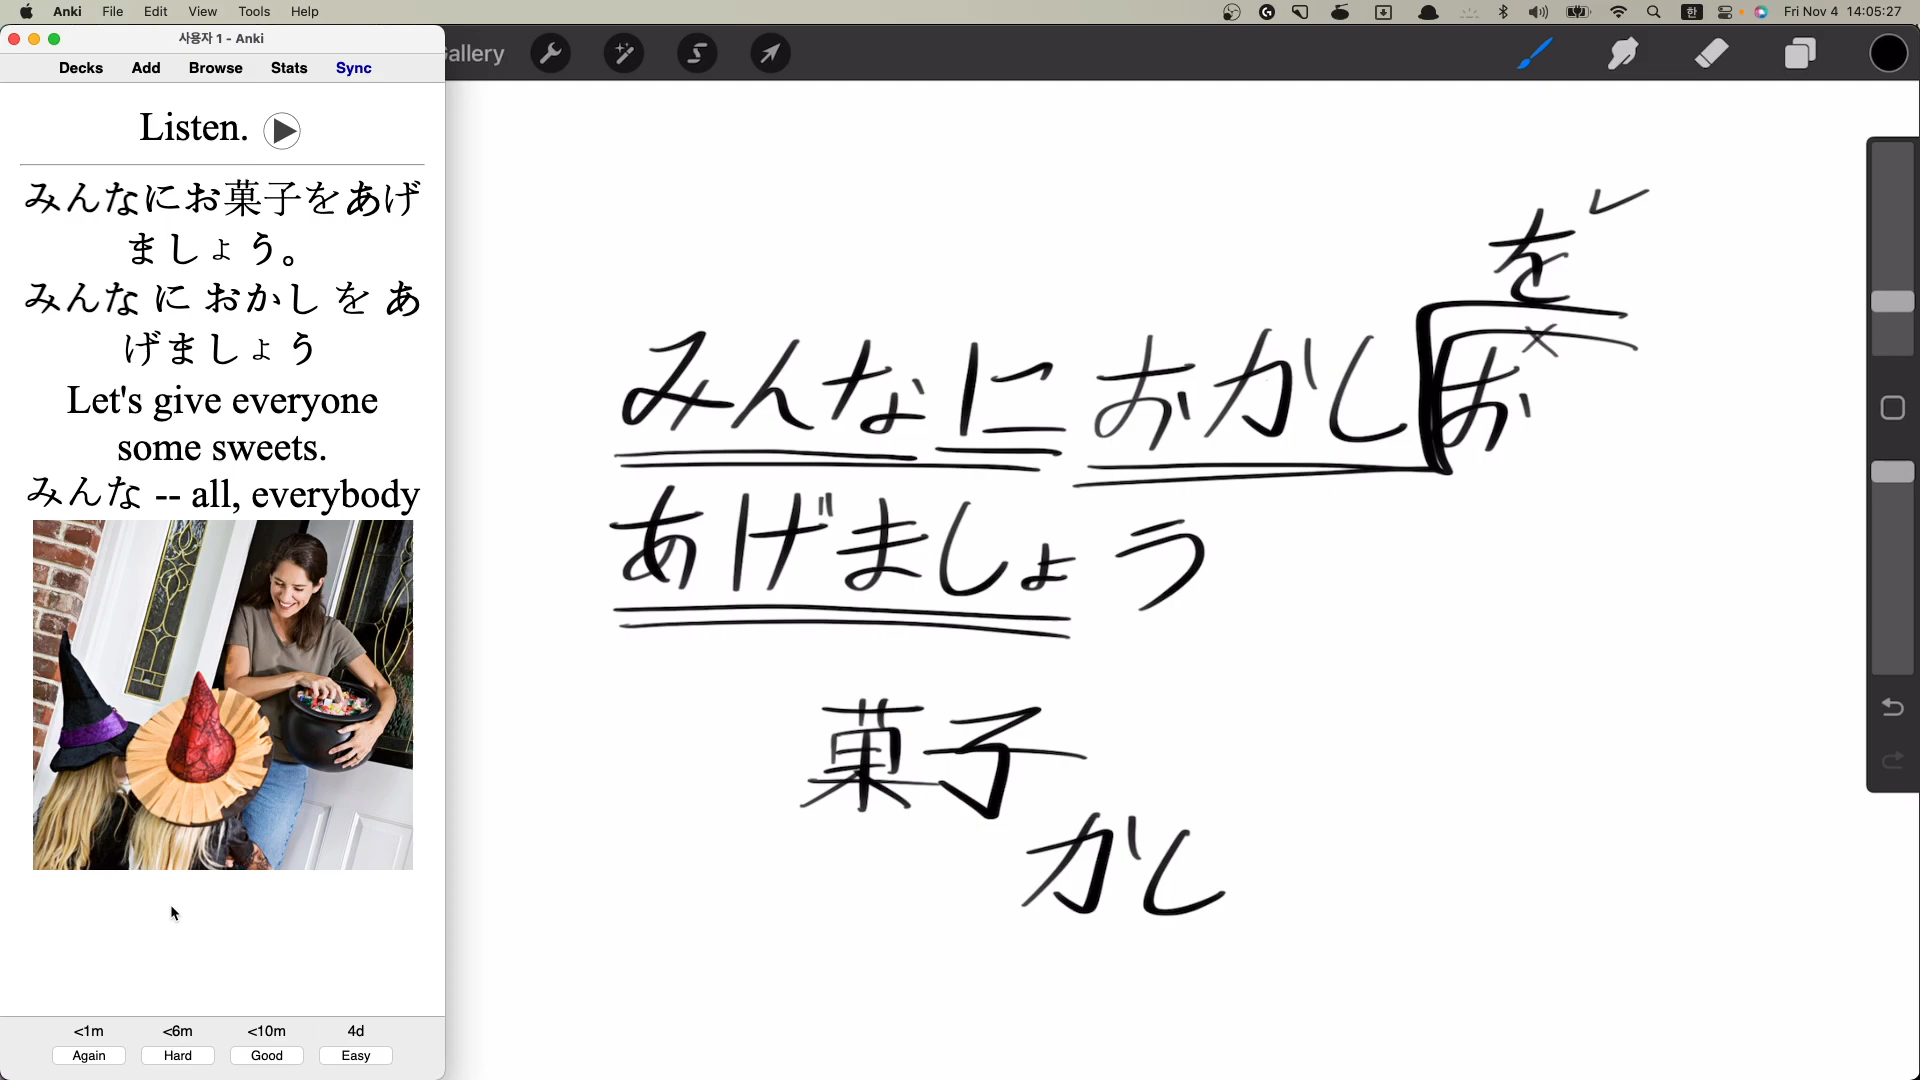 Anki File Edit View Tools Help
한 Fri Nov 4 14:05:27
사용자 1 - Anki
Decks Add Browse Stats Sync
allery
Listen.
みんなにお菓子をあげ
ましょう。
みんな に おかし を あ
げましょう
Let's give everyone
some sweets.
みんな -- all, everybody
を
みんなに おかしお
あげましょう
菓子
かし
<1m <6m <10m 4d
Again Hard Good Easy